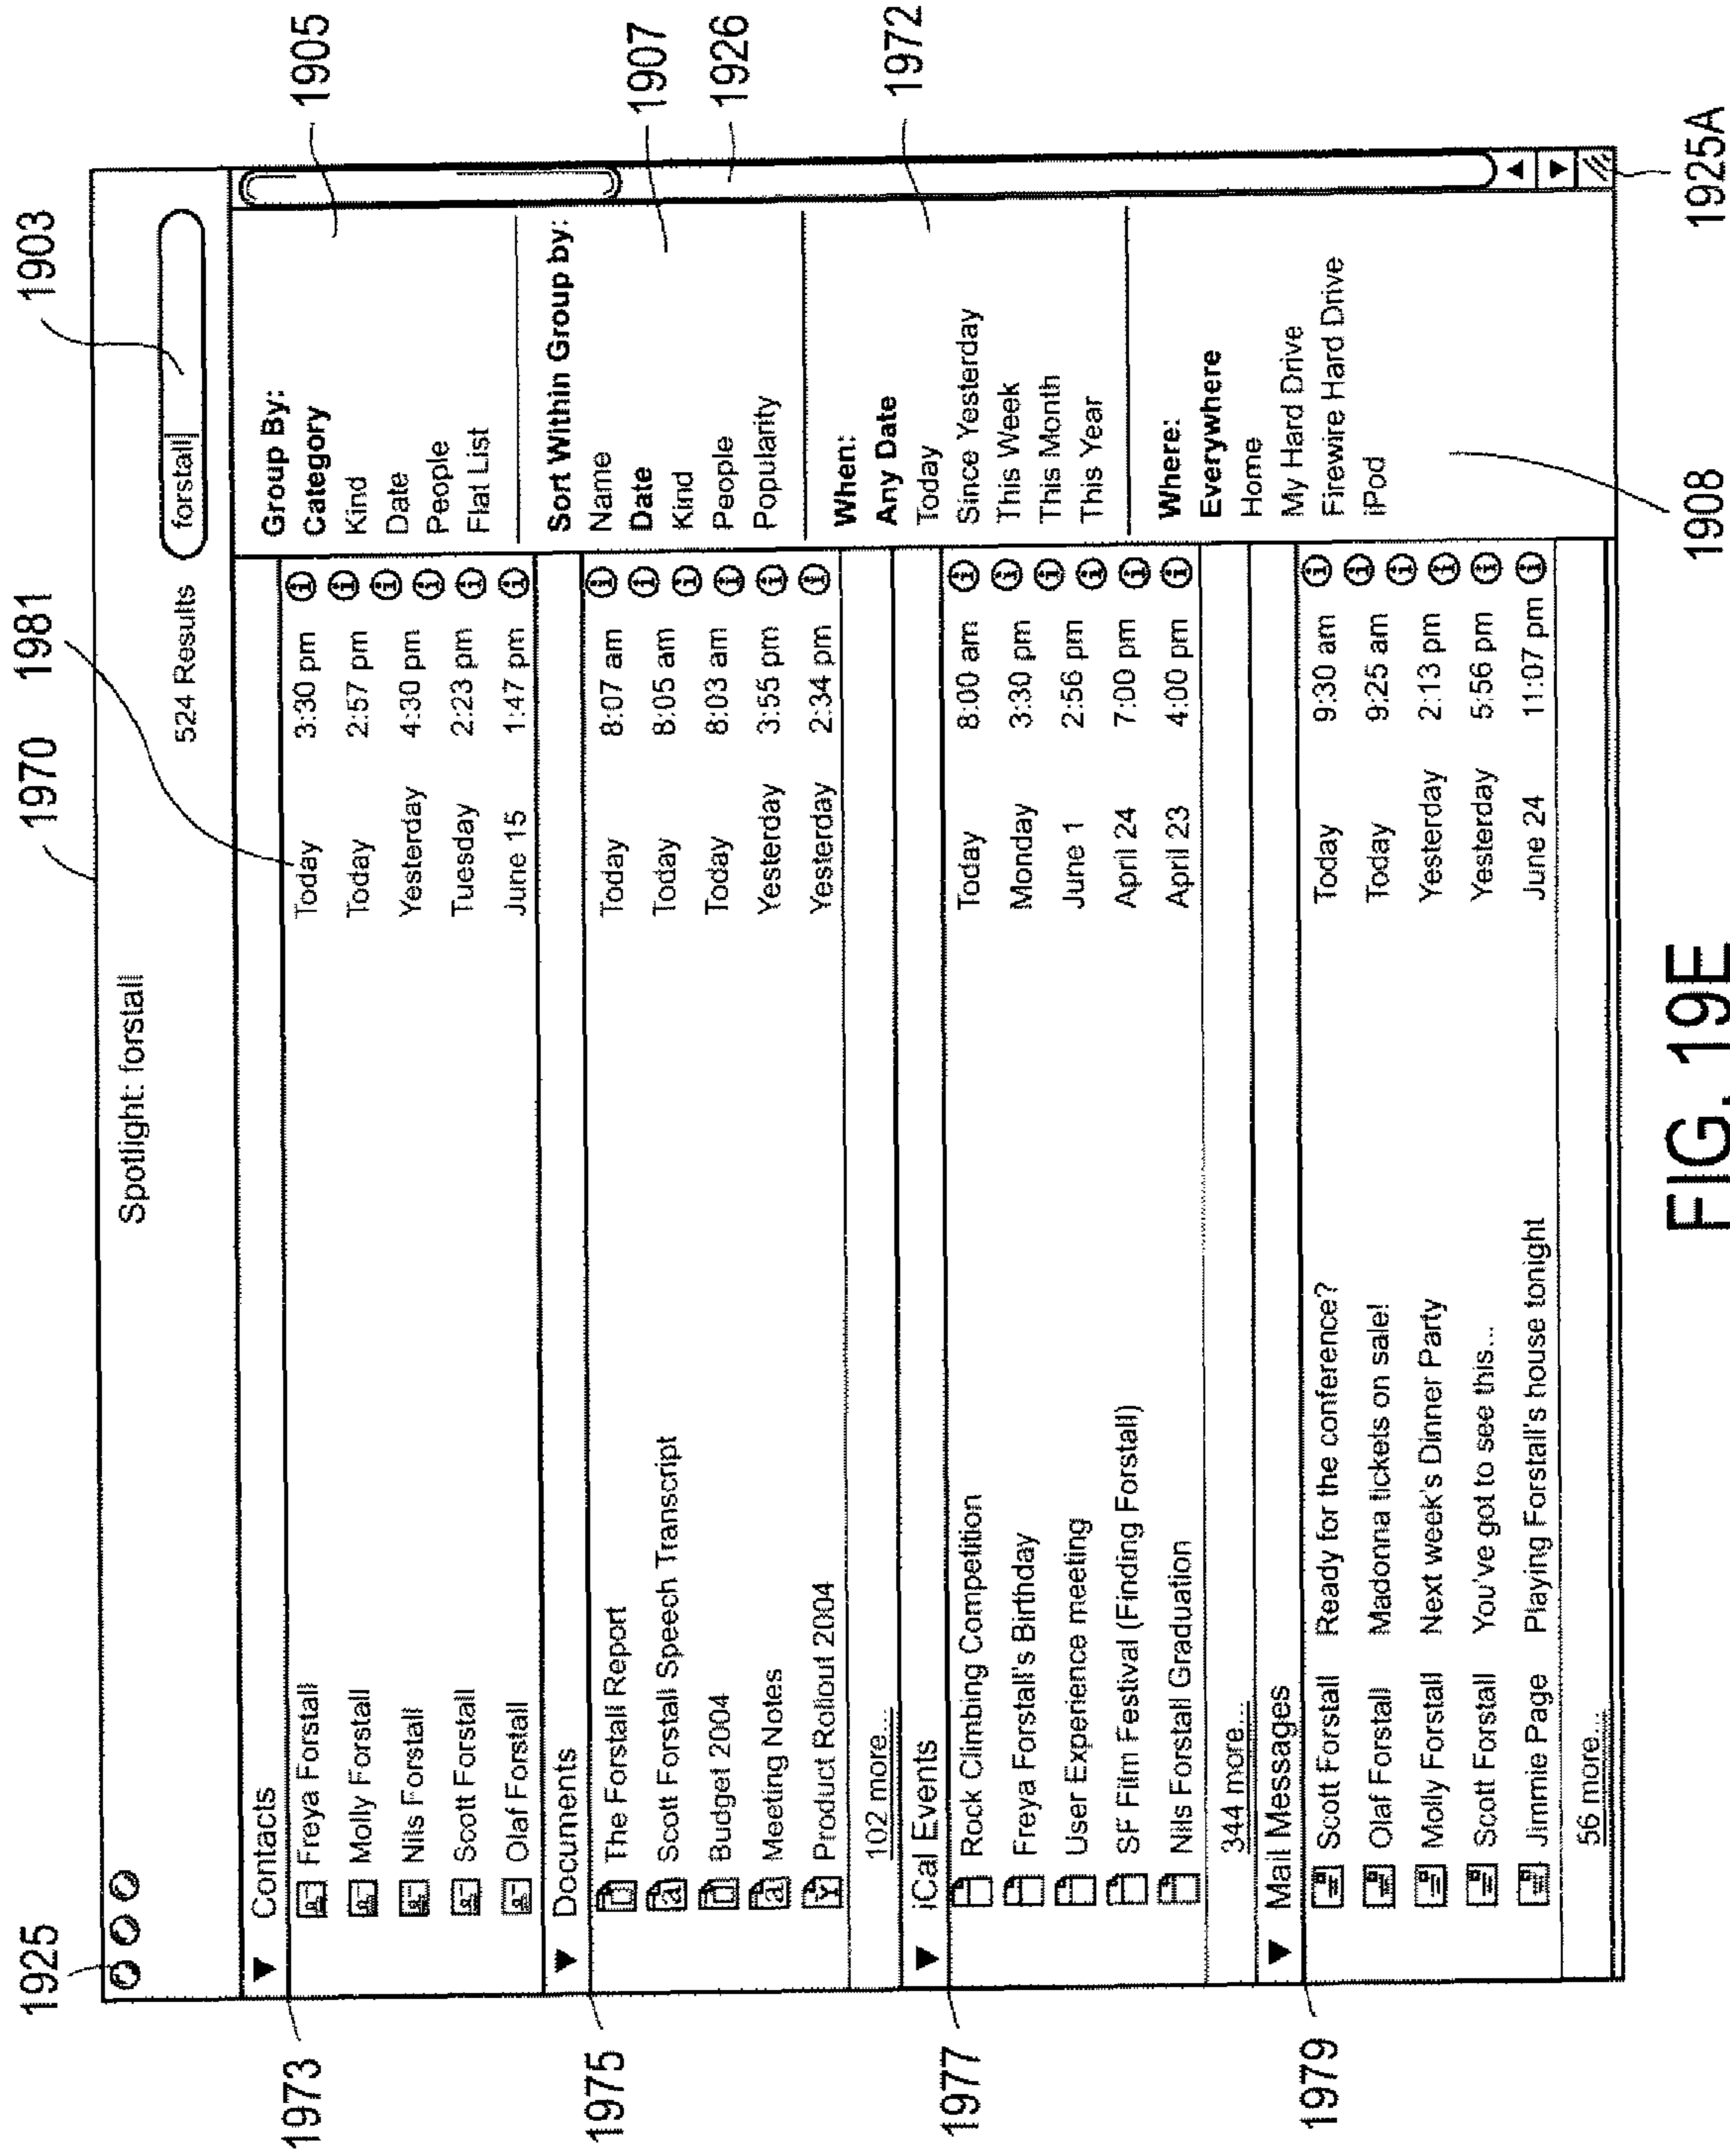 1925
1970
1981
1903
Spotlight: forstall
524 Results
forstall
1973
Contacts
Freya Forstall Today 3:30 pm
Molly Forstall Today 2:57 pm
Nils Forstall Yesterday 4:30 pm
Scott Forstall Tuesday 2:23 pm
Olaf Forstall June 15 1:47 pm
1975
Documents
The Forstall Report Today 8:07 am
Scott Forstall Speech Transcript Today 8:05 am
Budget 2004 Today 8:03 am
Meeting Notes Yesterday 3:55 pm
Product Rollout 2004 Yesterday 2:34 pm
102 more...
1977
iCal Events
Rock Climbing Competition Today 8:00 am
Freya Forstall's Birthday Monday 3:30 pm
User Experience meeting June 1 2:56 pm
SF Film Festival (Finding Forstall) April 24 7:00 pm
Nils Forstall Graduation April 23 4:00 pm
344 more...
1979
Mail Messages
Scott Forstall Ready for the conference? Today 9:30 am
Olaf Forstall Madonna tickets on sale! Today 9:25 am
Molly Forstall Next week's Dinner Party Yesterday 2:13 pm
Scott Forstall You've got to see this... Yesterday 5:56 pm
Jimmie Page Playing Forstall's house tonight June 24 11:07 pm
56 more...
Group By:
Category
Kind
Date
People
Flat List
1905
Sort Within Group by:
Name
Date
Kind
People
Popularity
1907
1926
When:
Any Date
Today
Since Yesterday
This Week
This Month
This Year
1972
Where:
Everywhere
Home
My Hard Drive
Firewire Hard Drive
iPod
1908
1925A
FIG. 19E